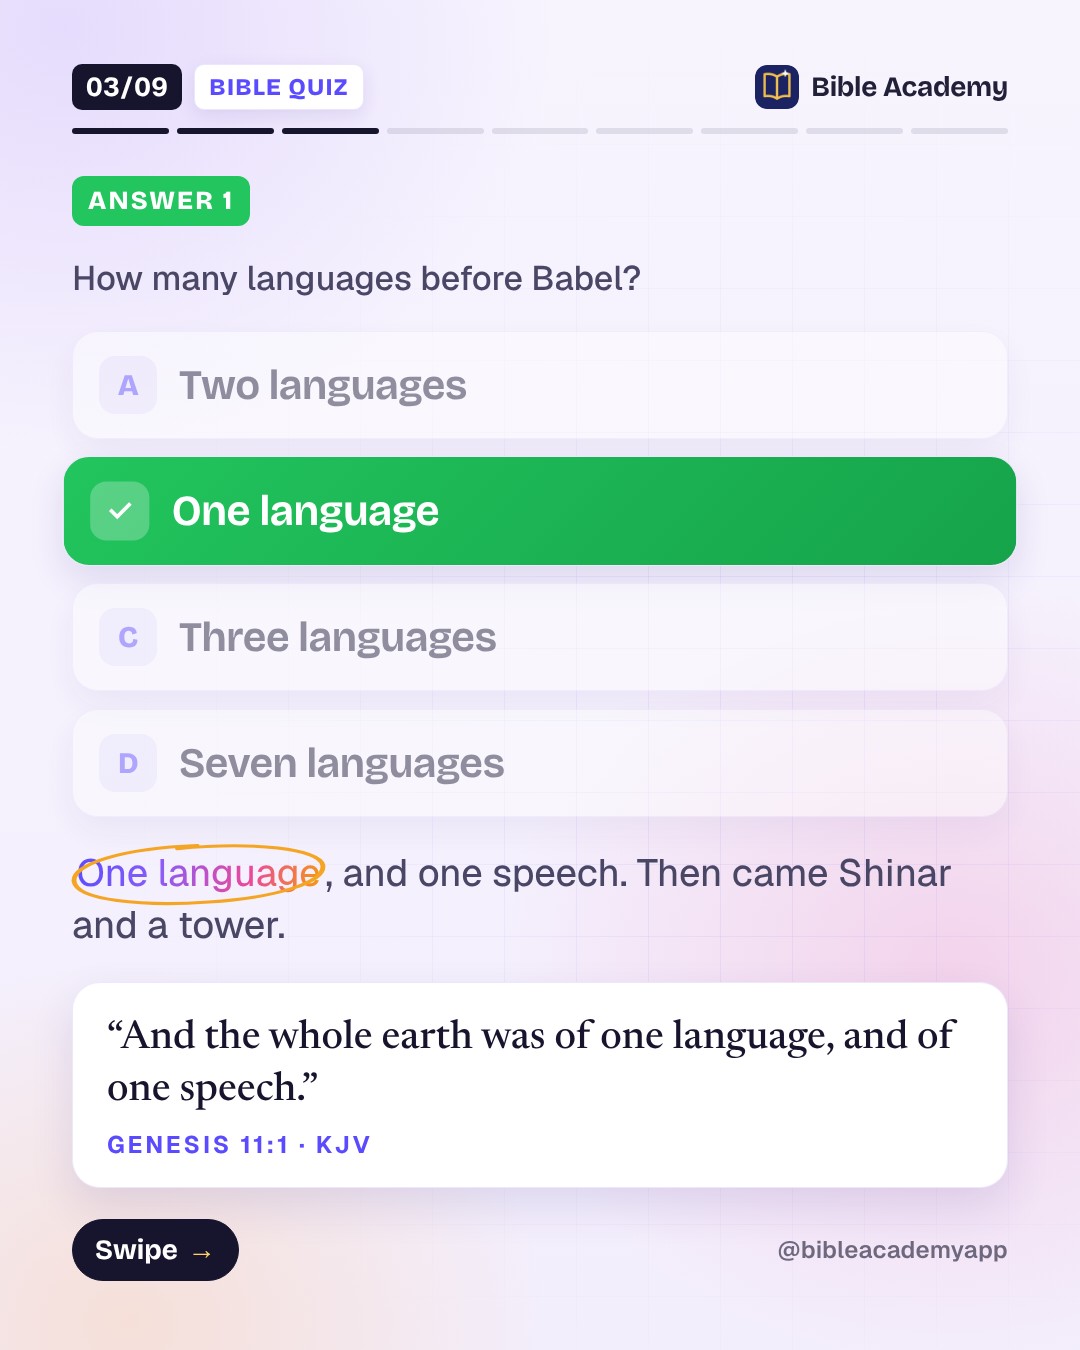 03/09 BIBLE QUIZ
Bible Academy
ANSWER 1
How many languages before Babel?
A Two languages
One language
C Three languages
D Seven languages
One language, and one speech. Then came Shinar
and a tower.
“And the whole earth was of one language, and of
one speech.”
GENESIS 11:1 · KJV
Swipe →
@bibleacademyapp